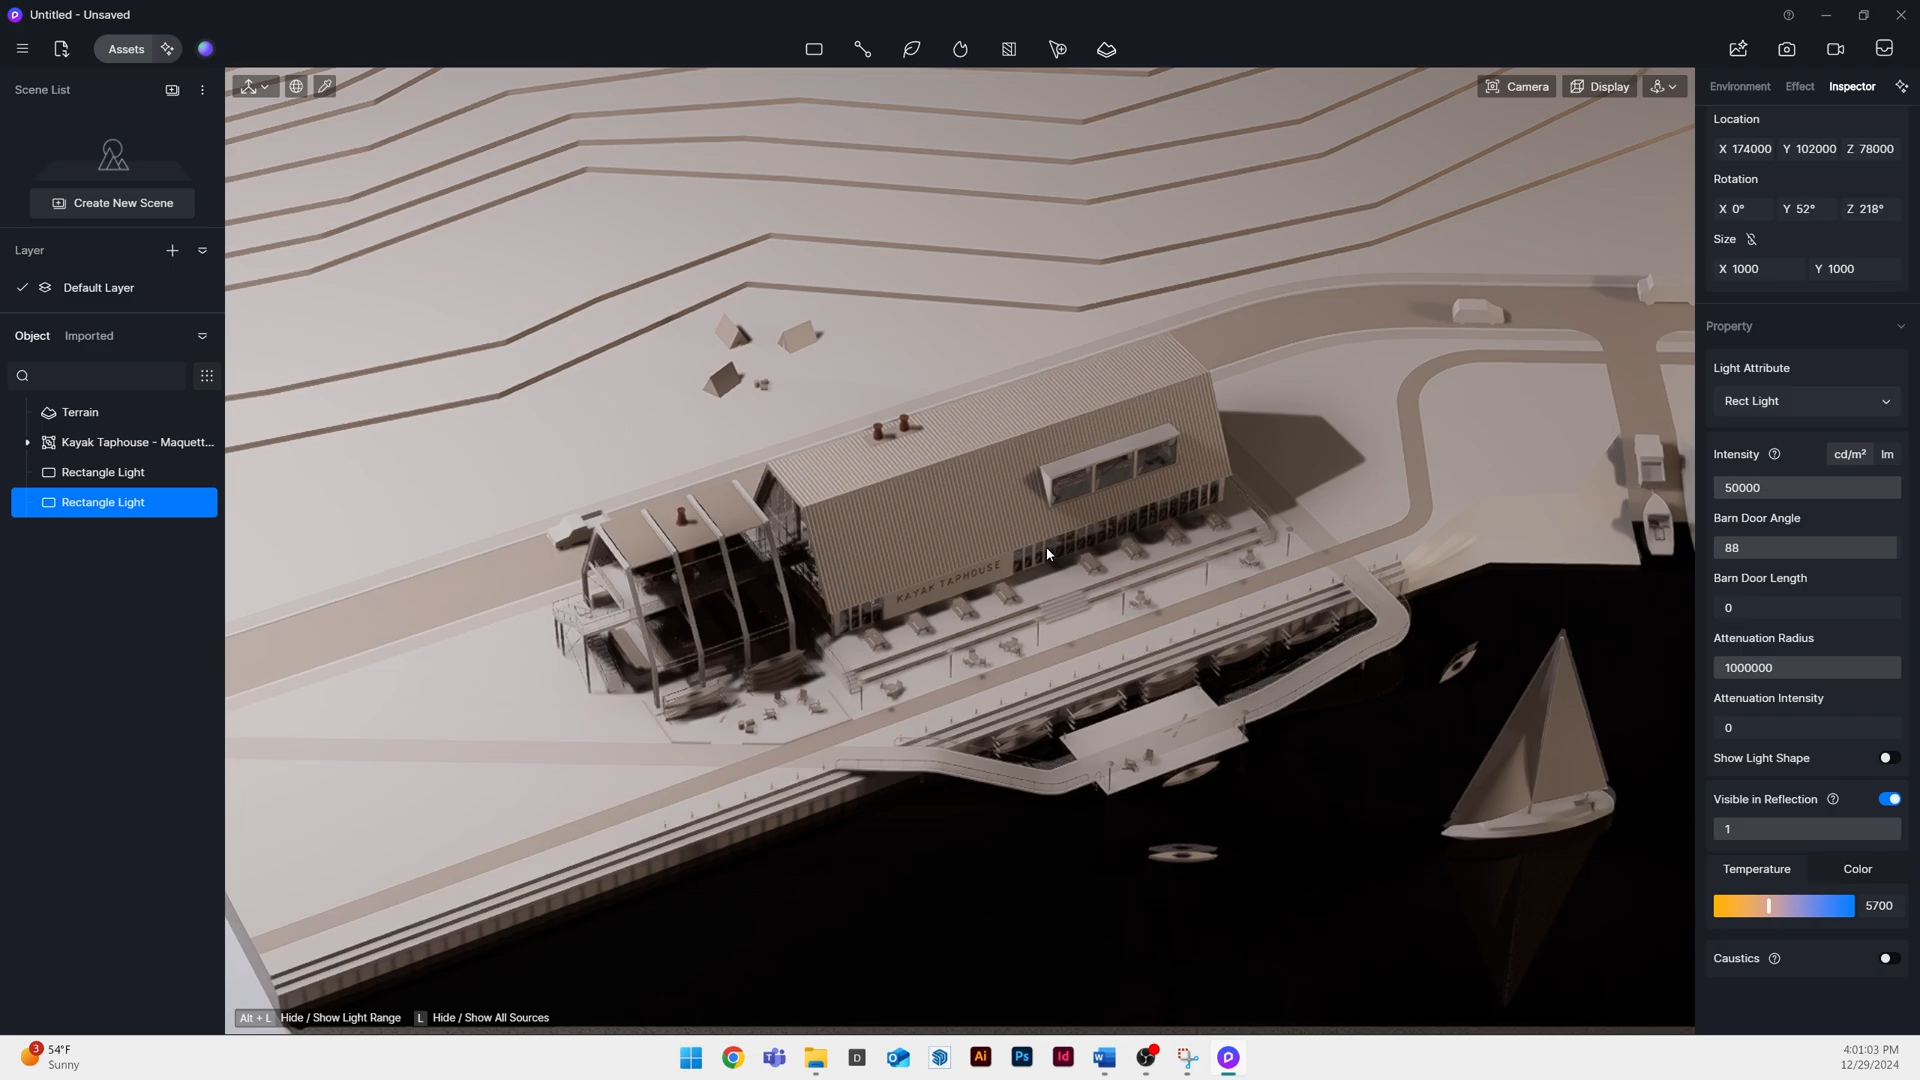 Untitled - Unsaved
Assets
Scene List
Create New Scene
Layer
Default Layer
Object Imported
Terrain
Kayak Taphouse - Maquett...
Rectangle Light
Rectangle Light
Camera
Display
KAYAK TAPHOUSE
Alt + L Hide / Show Light Range L Hide / Show All Sources
Environment Effect Inspector
Location
X 174000 Y 102000 Z 78000
Rotation
X 0° Y 52° Z 218°
Size
X 1000 Y 1000
Property
Light Attribute
Rect Light
Intensity cd/m² lm
50000
Barn Door Angle
88
Barn Door Length
0
Attenuation Radius
1000000
Attenuation Intensity
0
Show Light Shape
Visible in Reflection
1
Temperature Color
5700
Caustics
3
54°F
Sunny
D
Ai
Ps
Id
W
4:01:03 PM
12/29/2024